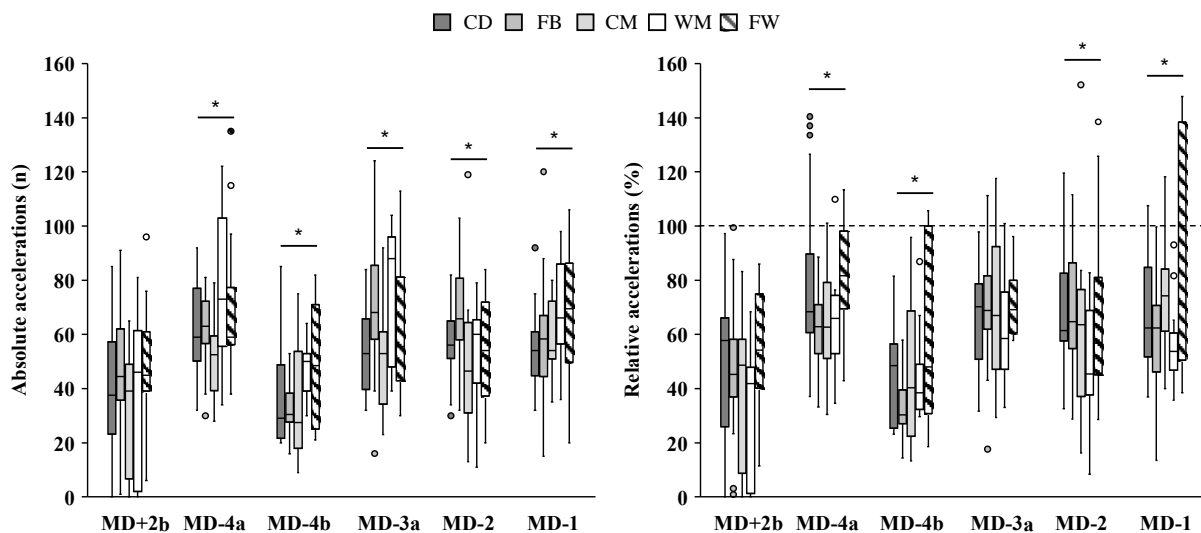 CD FB CM WM FW
Absolute accelerations (n)
160
140
120
100
80
60
40
20
0
* * * * *
MD+2b MD-4a MD-4b MD-3a MD-2 MD-1
Relative accelerations (%)
160
140
120
100
80
60
40
20
0
* * * *
MD+2b MD-4a MD-4b MD-3a MD-2 MD-1